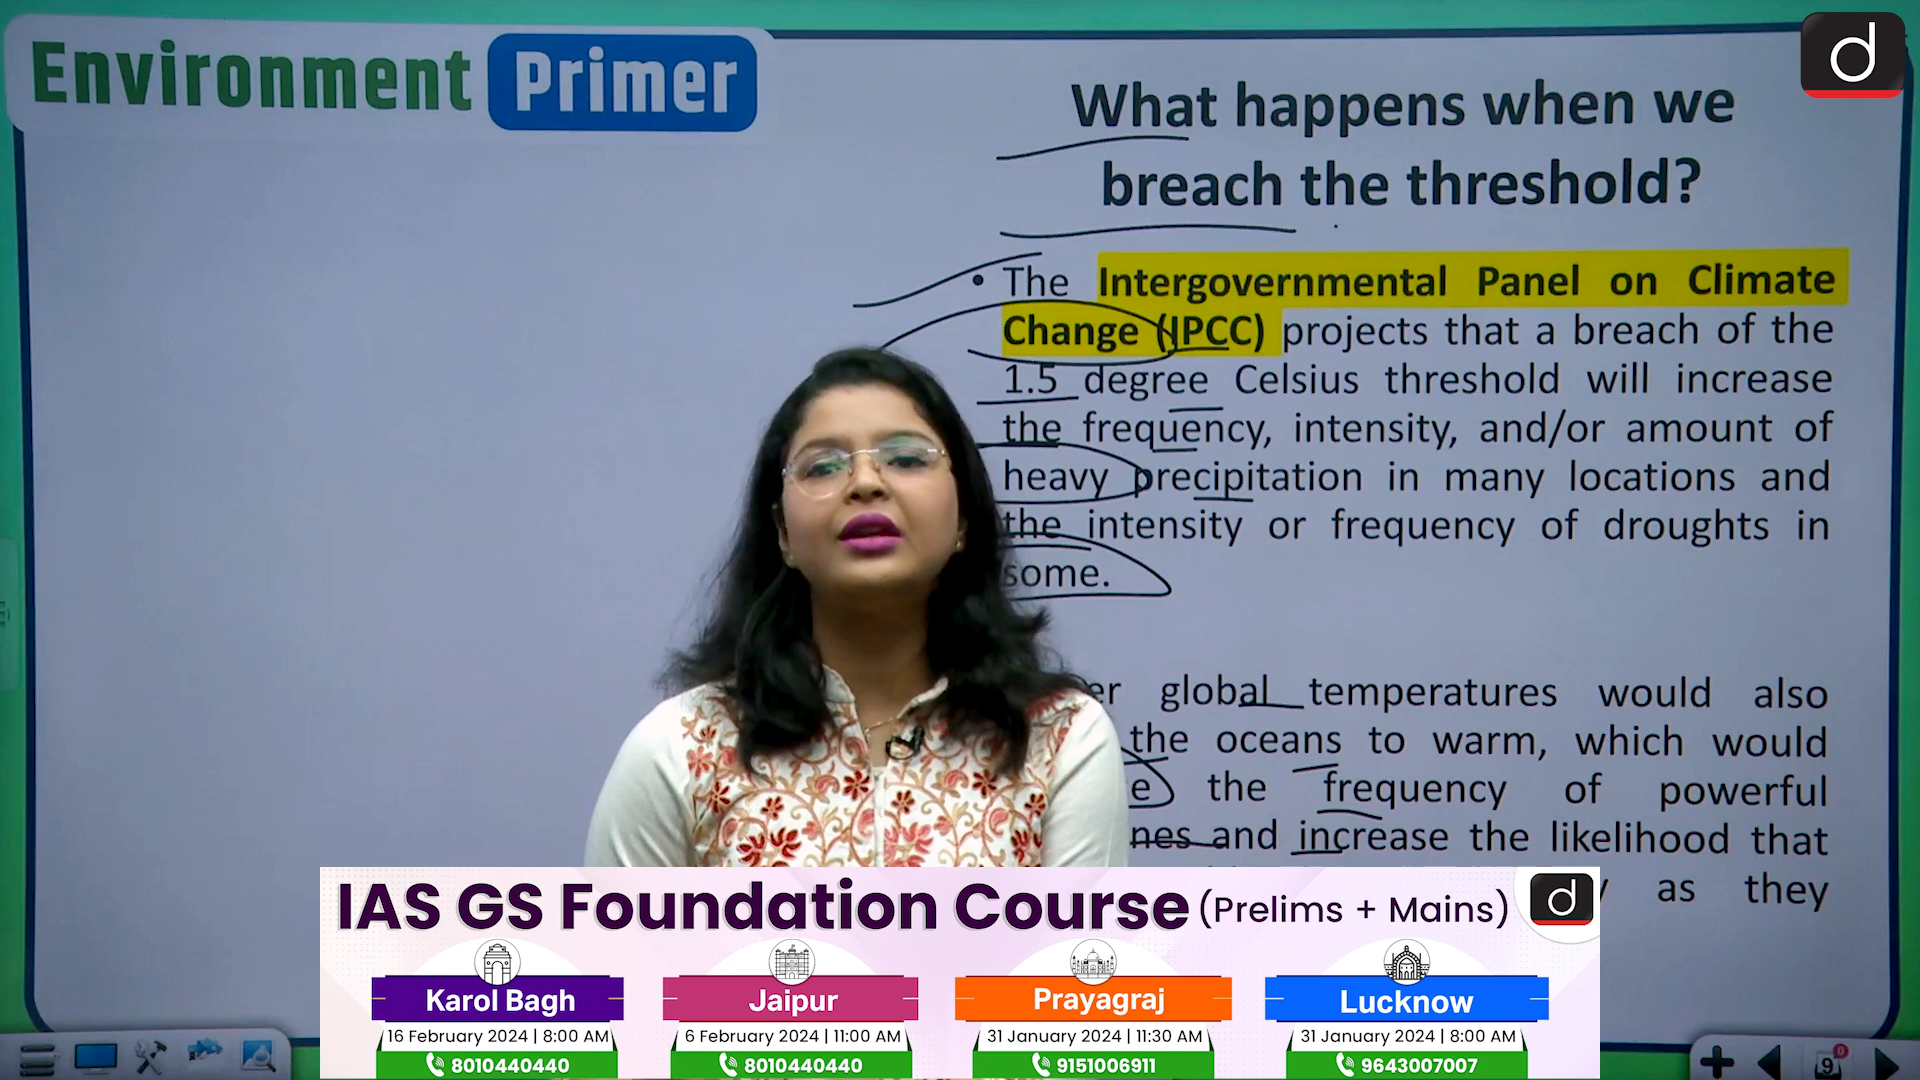 Environment Primer
d
What happens when we
breach the threshold?
• The Intergovernmental Panel on Climate
Change (IPCC) projects that a breach of the
1.5 degree Celsius threshold will increase
the frequency, intensity, and/or amount of
heavy precipitation in many locations and
the intensity or frequency of droughts in
some.
global temperatures would also
the oceans to warm, which would
the frequency of powerful
and increase the likelihood that
as they
IAS GS Foundation Course (Prelims + Mains)
d
Karol Bagh
16 February 2024 | 8:00 AM
8010440440
Jaipur
6 February 2024 | 11:00 AM
8010440440
Prayagraj
31 January 2024 | 11:30 AM
9151006911
Lucknow
31 January 2024 | 8:00 AM
9643007007
9
0